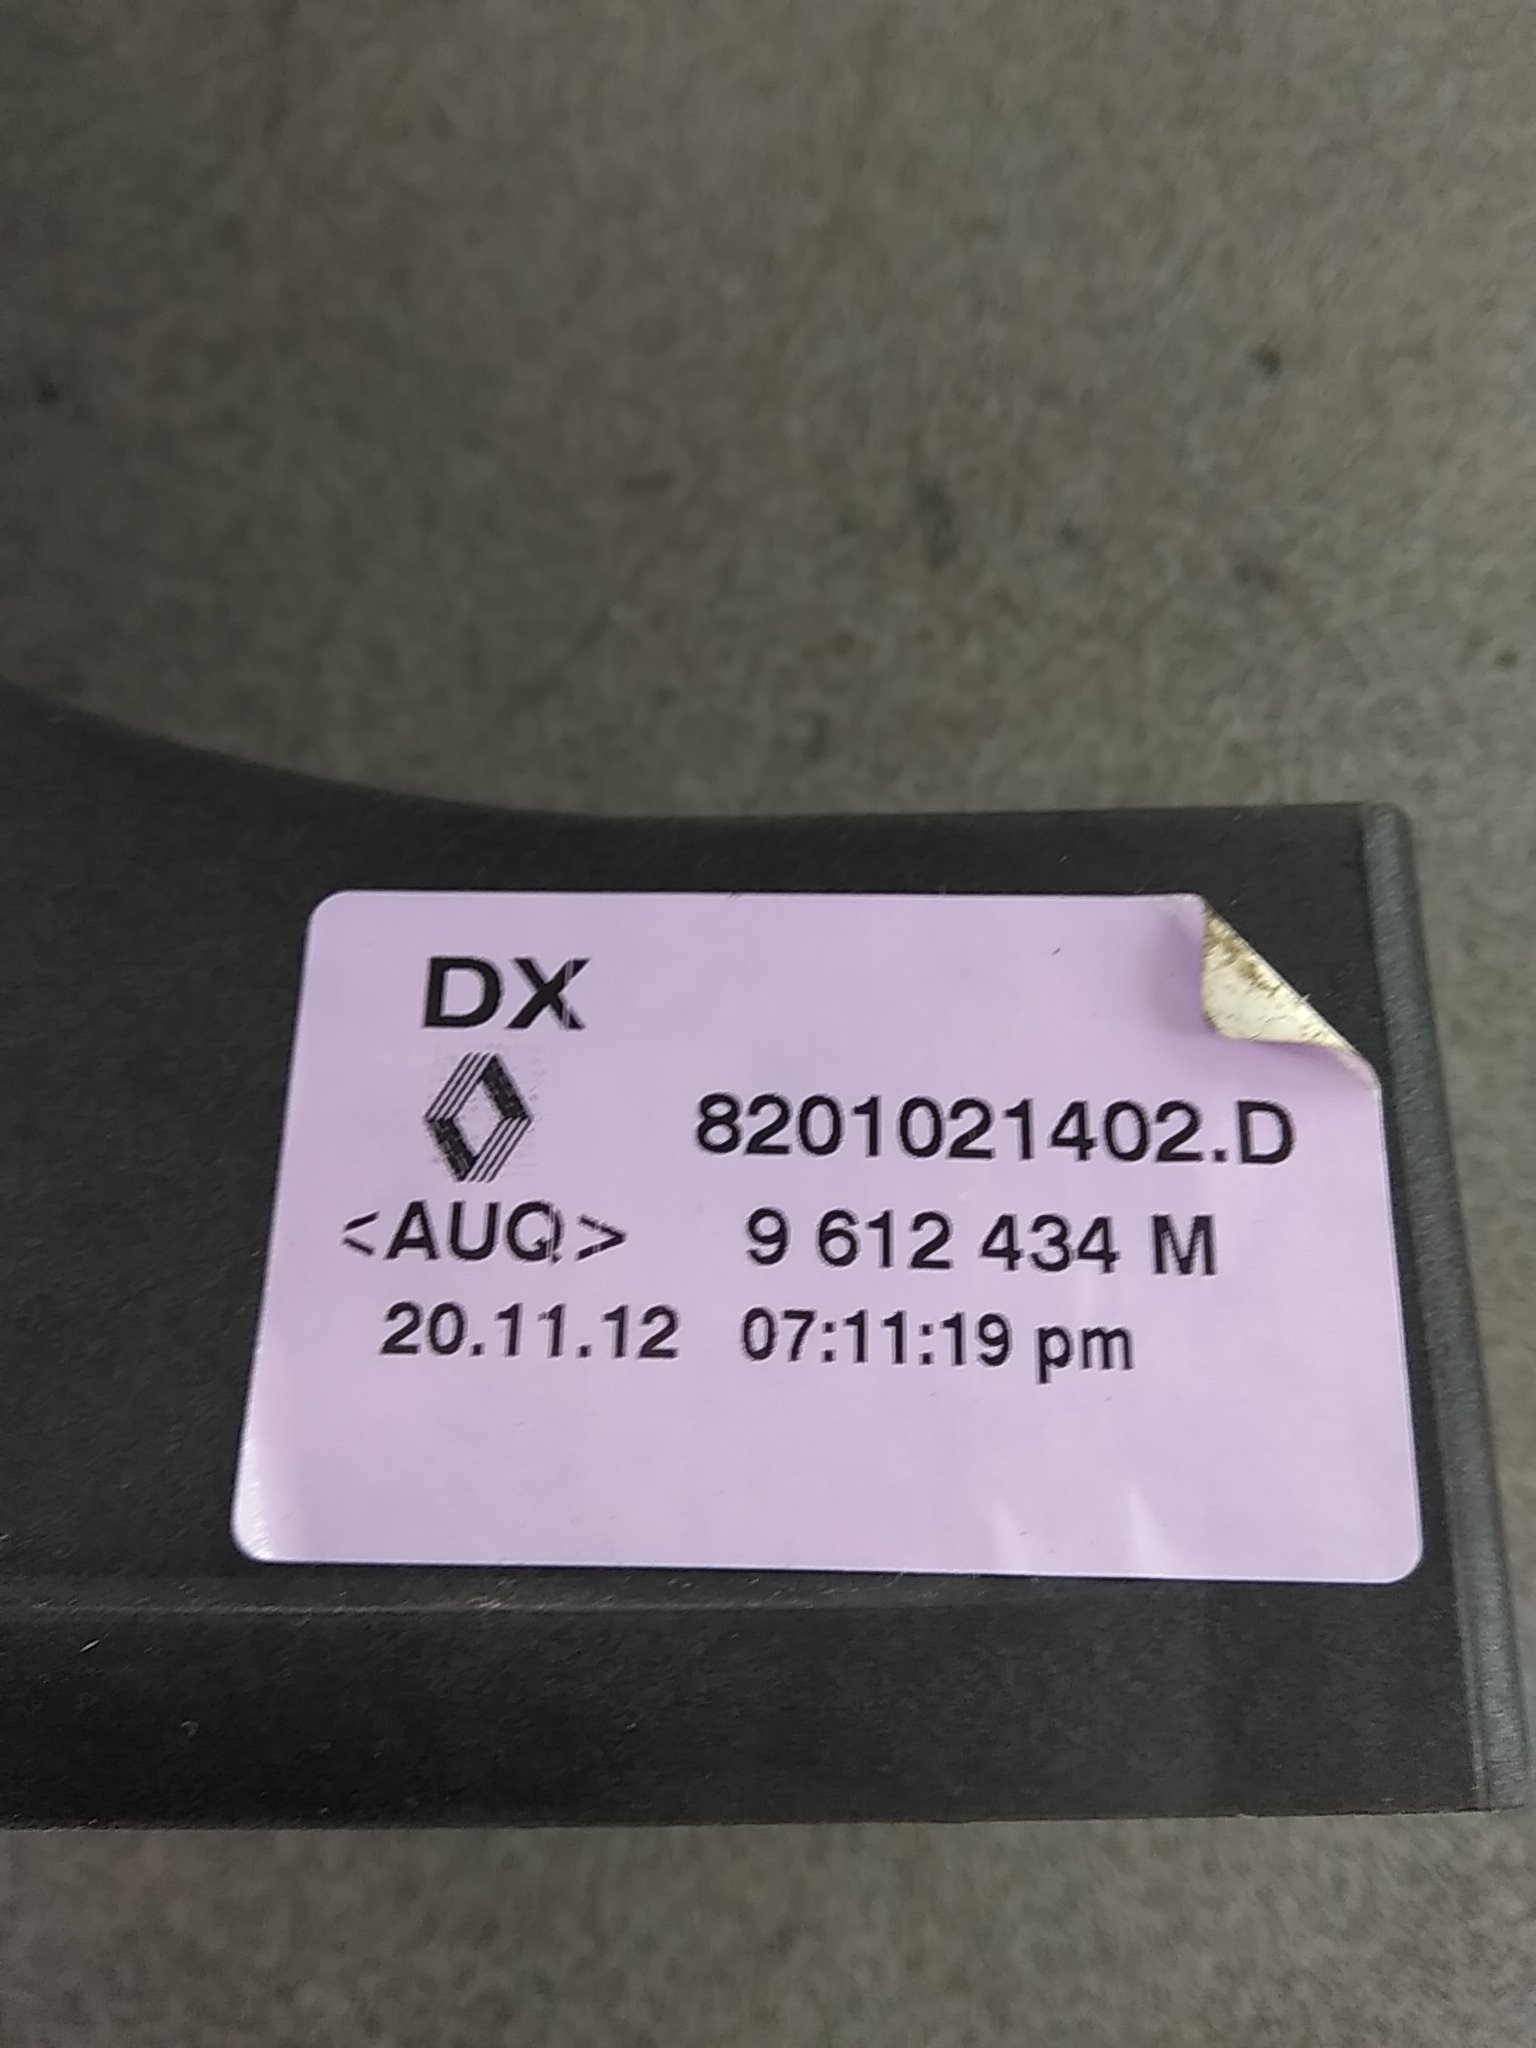 DX
8201021402.D
<AUQ> 9 612 434 M
20.11.12 07:11:19 pm